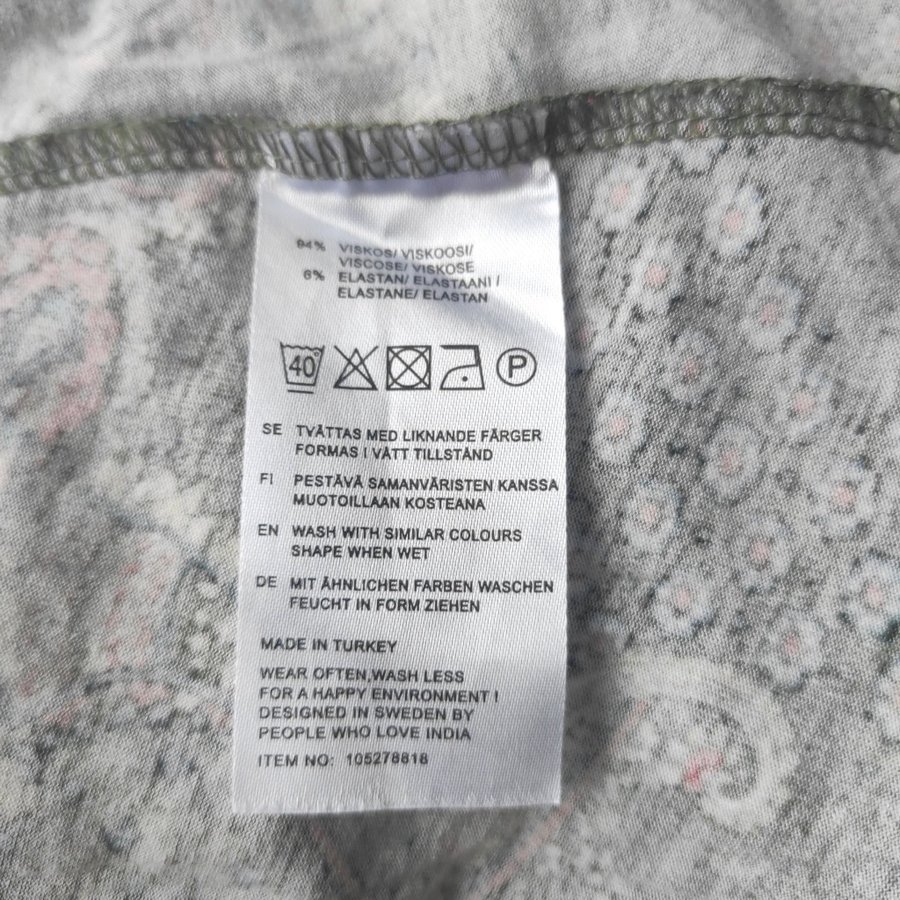 94% VISKOS/ VISKOOSI/
VISCOSE/ VISKOSE
6% ELASTAN/ ELASTAANI /
ELASTANE/ ELASTAN
40° P
SE TVÄTTAS MED LIKNANDE FÄRGER
FORMAS I VÅTT TILLSTÅND
FI PESTÄVÄ SAMANVÄRISTEN KANSSA
MUOTOILLAAN KOSTEANA
EN WASH WITH SIMILAR COLOURS
SHAPE WHEN WET
DE MIT ÄHNLICHEN FARBEN WASCHEN
FEUCHT IN FORM ZIEHEN
MADE IN TURKEY
WEAR OFTEN,WASH LESS
FOR A HAPPY ENVIRONMENT !
DESIGNED IN SWEDEN BY
PEOPLE WHO LOVE INDIA
ITEM NO: 105278818